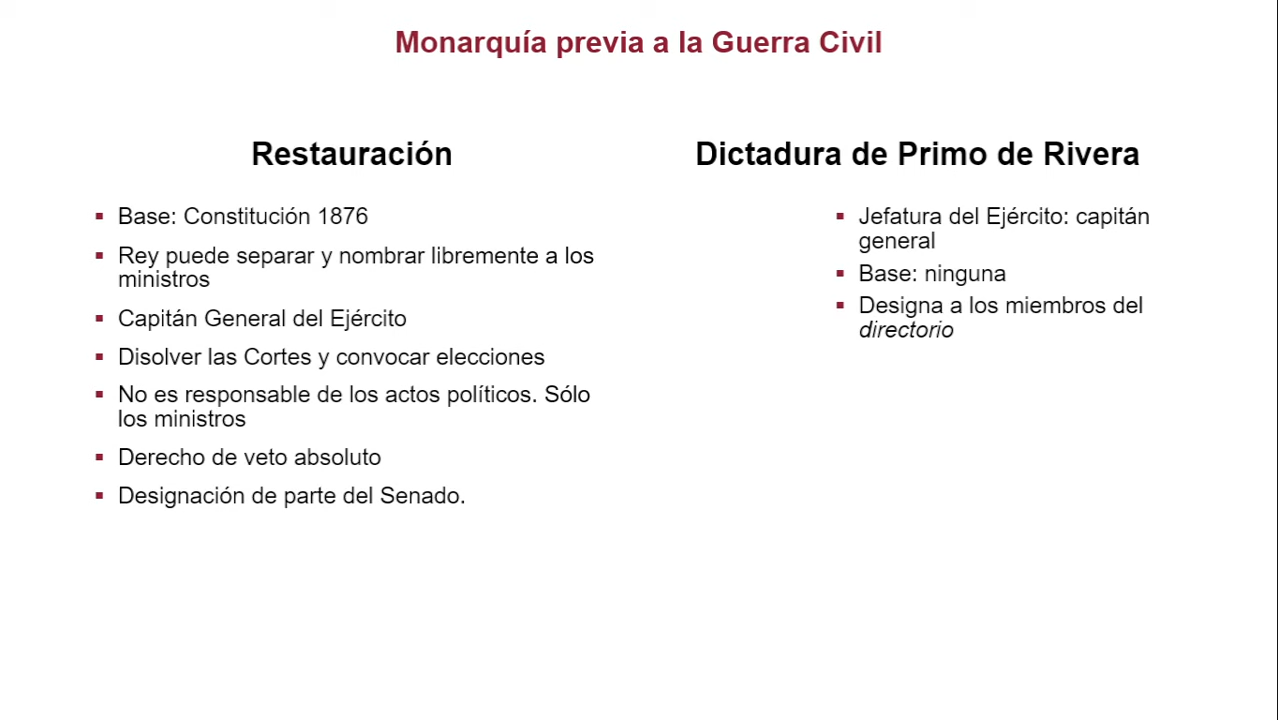 Monarquía previa a la Guerra Civil
Restauración
▪ Base: Constitución 1876
▪ Rey puede separar y nombrar libremente a los
ministros
▪ Capitán General del Ejército
▪ Disolver las Cortes y convocar elecciones
▪ No es responsable de los actos políticos. Sólo
los ministros
▪ Derecho de veto absoluto
▪ Designación de parte del Senado.
Dictadura de Primo de Rivera
▪ Jefatura del Ejército: capitán
general
▪ Base: ninguna
▪ Designa a los miembros del
directorio